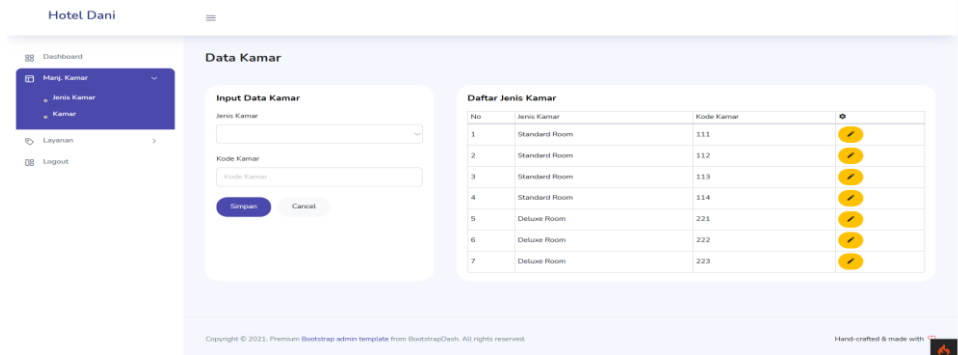 Hotel Dani
Dashboard
Manj. Kamar
Jenis Kamar
Kamar
Layanan
Logout
Data Kamar
Input Data Kamar
Jenis Kamar
Kode Kamar
Kode Kamar
Simpan Cancel
Daftar Jenis Kamar
No Jenis Kamar Kode Kamar
1 Standard Room 111
2 Standard Room 112
3 Standard Room 113
4 Standard Room 114
5 Deluxe Room 221
6 Deluxe Room 222
7 Deluxe Room 223
Copyright © 2021. Premium Bootstrap admin template from BootstrapDash. All rights reserved. Hand-crafted & made with